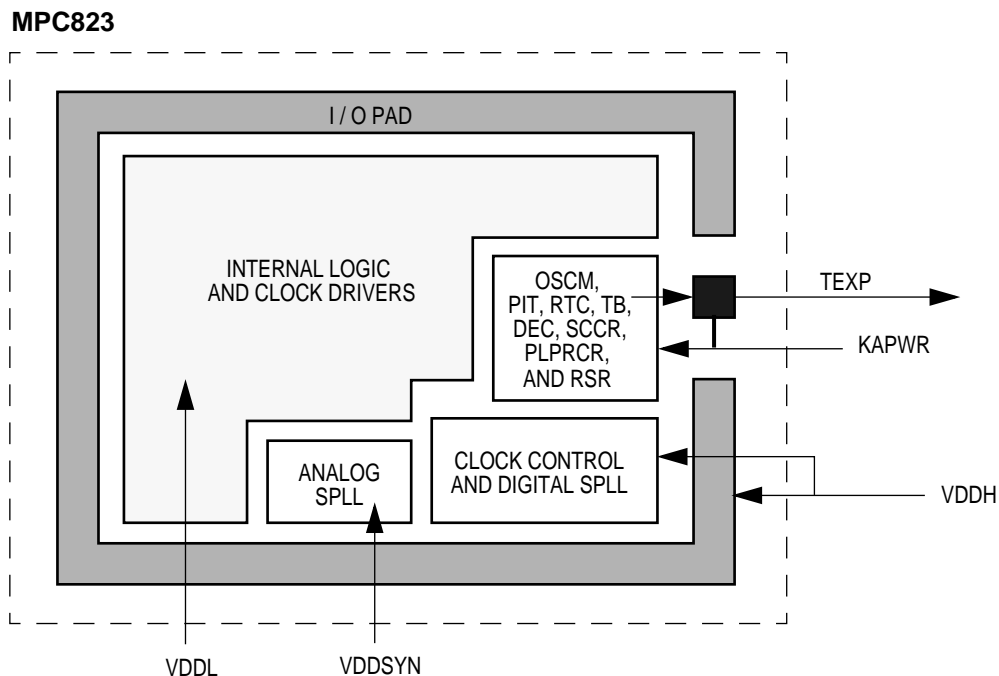 MPC823
I / O PAD
INTERNAL LOGIC
AND CLOCK DRIVERS
OSCM,
PIT, RTC, TB,
DEC, SCCR,
PLPRCR,
AND RSR
TEXP
KAPWR
ANALOG
SPLL
CLOCK CONTROL
AND DIGITAL SPLL
VDDH
VDDL
VDDSYN